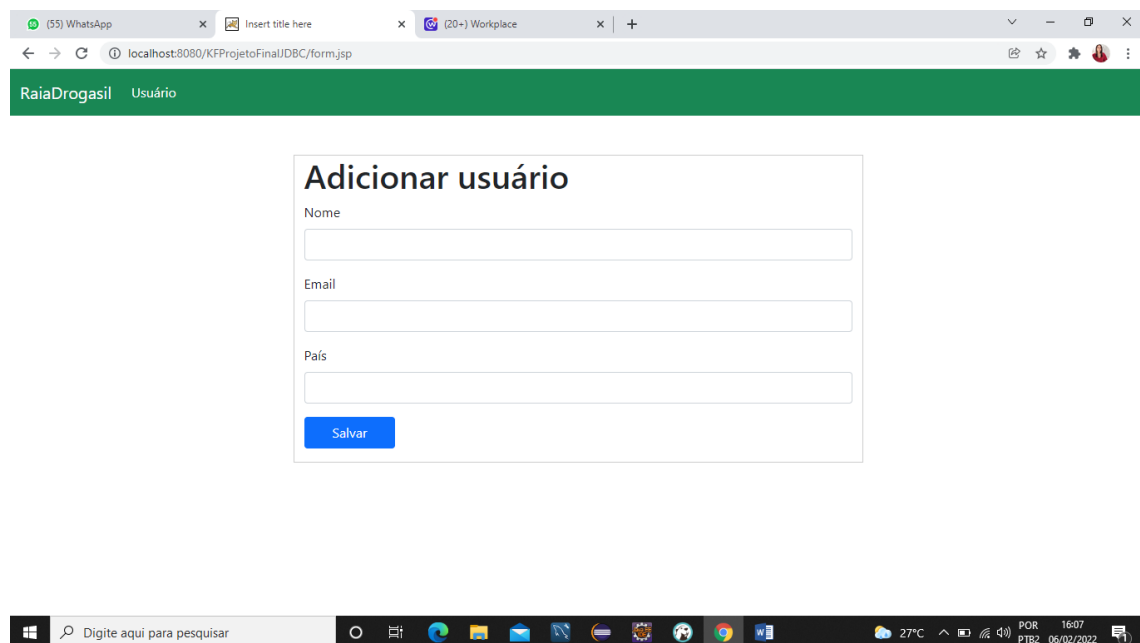 (55) WhatsApp
Insert title here
(20+) Workplace
localhost:8080/KFProjetoFinalJDBC/form.jsp
RaiaDrogasil Usuário
Adicionar usuário
Nome
Email
País
Salvar
Digite aqui para pesquisar
27°C
POR
PTB2
16:07
06/02/2022